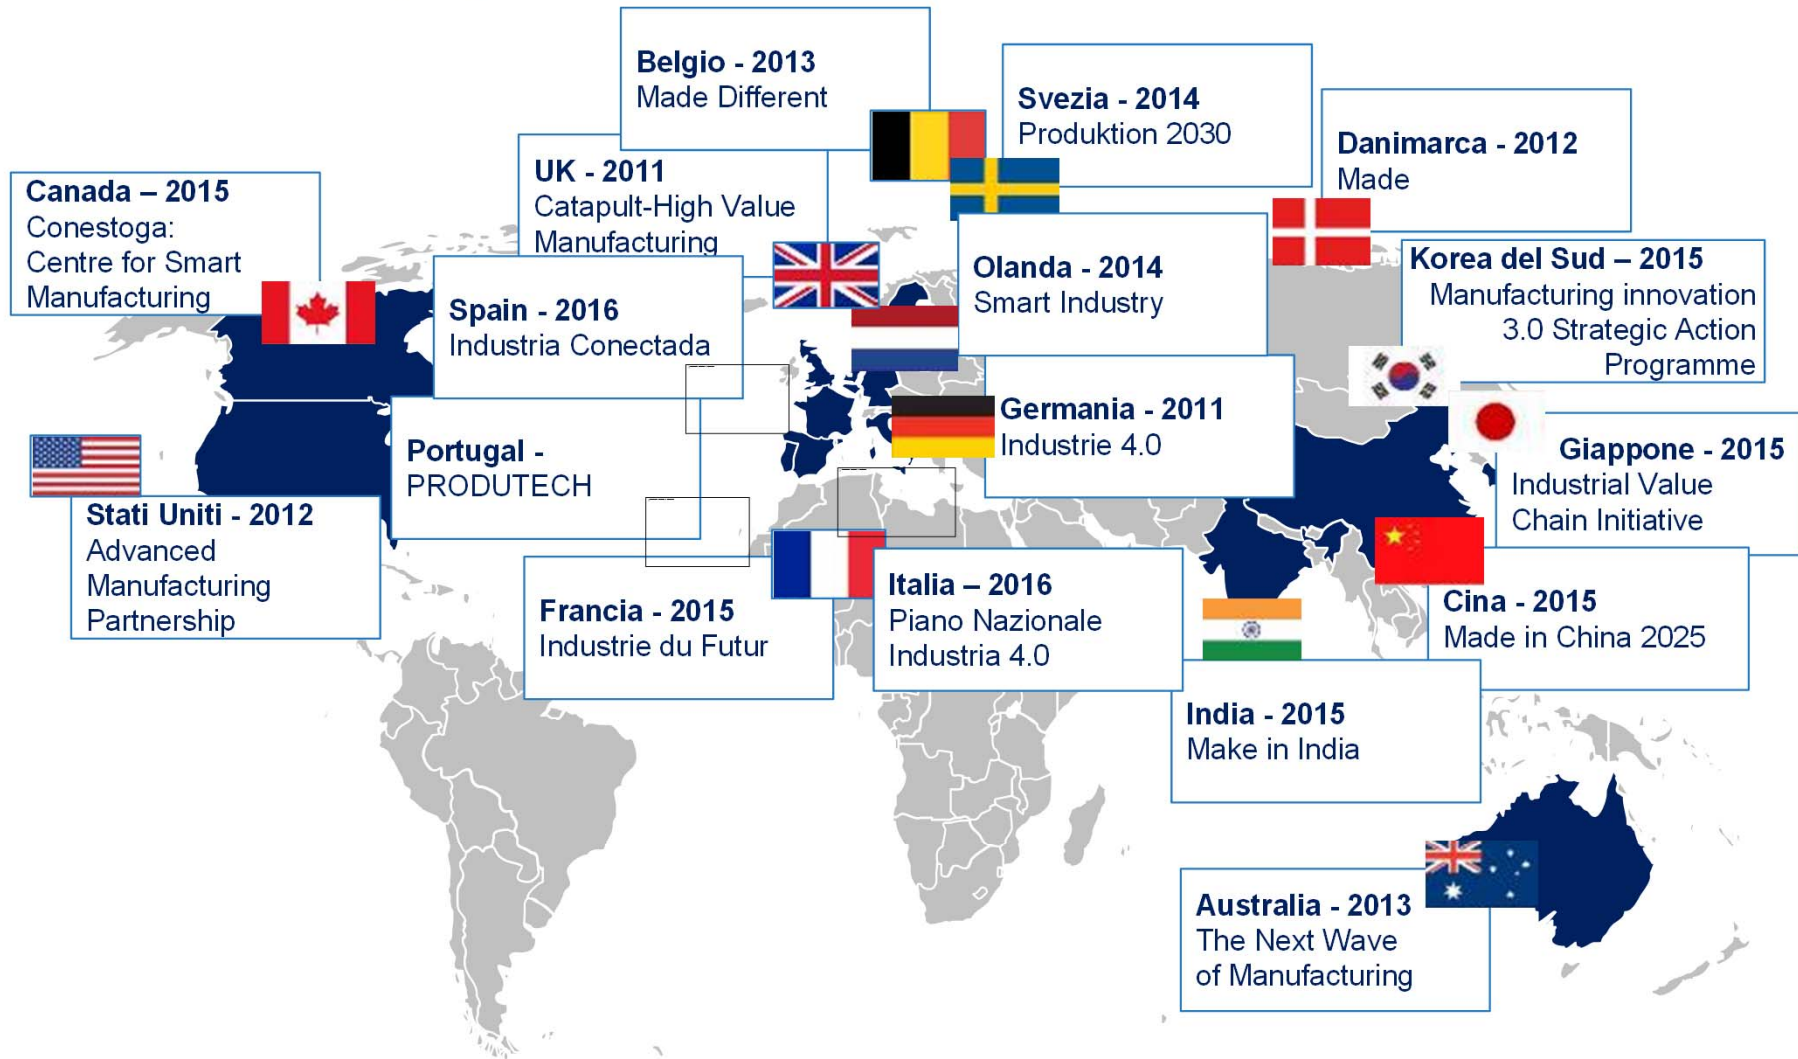 Belgio - 2013
Made Different
Svezia - 2014
Produktion 2030
Danimarca - 2012
Made
UK - 2011
Catapult-High Value
Manufacturing
Canada – 2015
Conestoga:
Centre for Smart
Manufacturing
Olanda - 2014
Smart Industry
Korea del Sud – 2015
Manufacturing innovation
3.0 Strategic Action
Programme
Spain - 2016
Industria Conectada
Germania - 2011
Industrie 4.0
Portugal -
PRODUTECH
Giappone - 2015
Industrial Value
Chain Initiative
Stati Uniti - 2012
Advanced
Manufacturing
Partnership
Francia - 2015
Industrie du Futur
Italia – 2016
Piano Nazionale
Industria 4.0
Cina - 2015
Made in China 2025
India - 2015
Make in India
Australia - 2013
The Next Wave
of Manufacturing